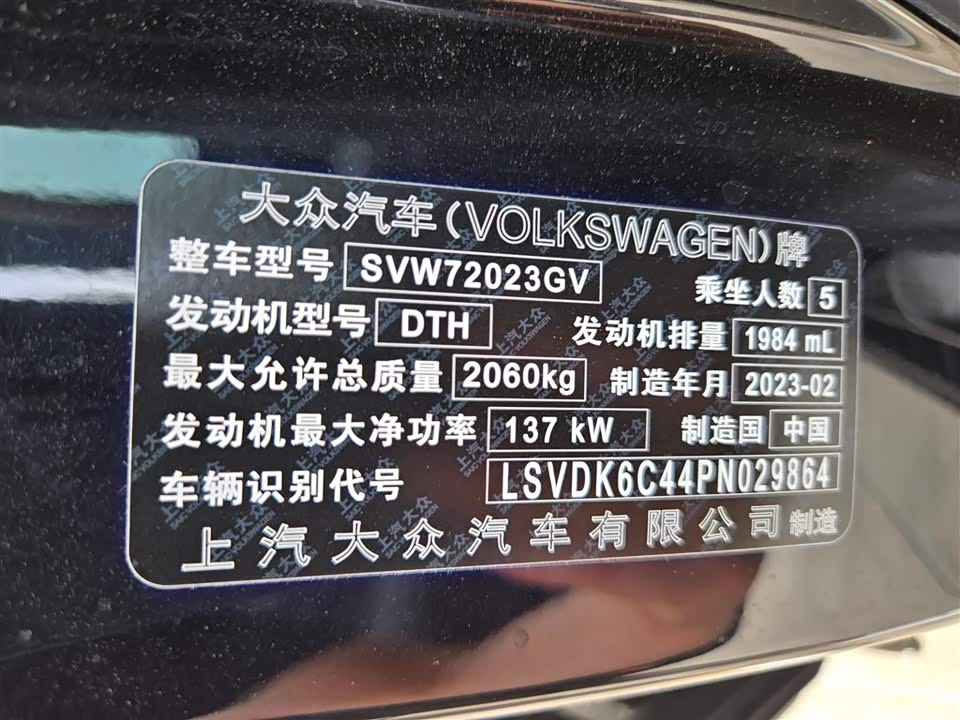 大众汽车(VOLKSWAGEN)牌
整车型号 SVW72023GV 乘坐人数 5
发动机型号 DTH 发动机排量 1984 mL
最大允许总质量 2060kg 制造年月 2023-02
发动机最大净功率 137 kW 制造国 中国
车辆识别代号 LSVDK6C44PN029864
上汽大众汽车有限公司 制造